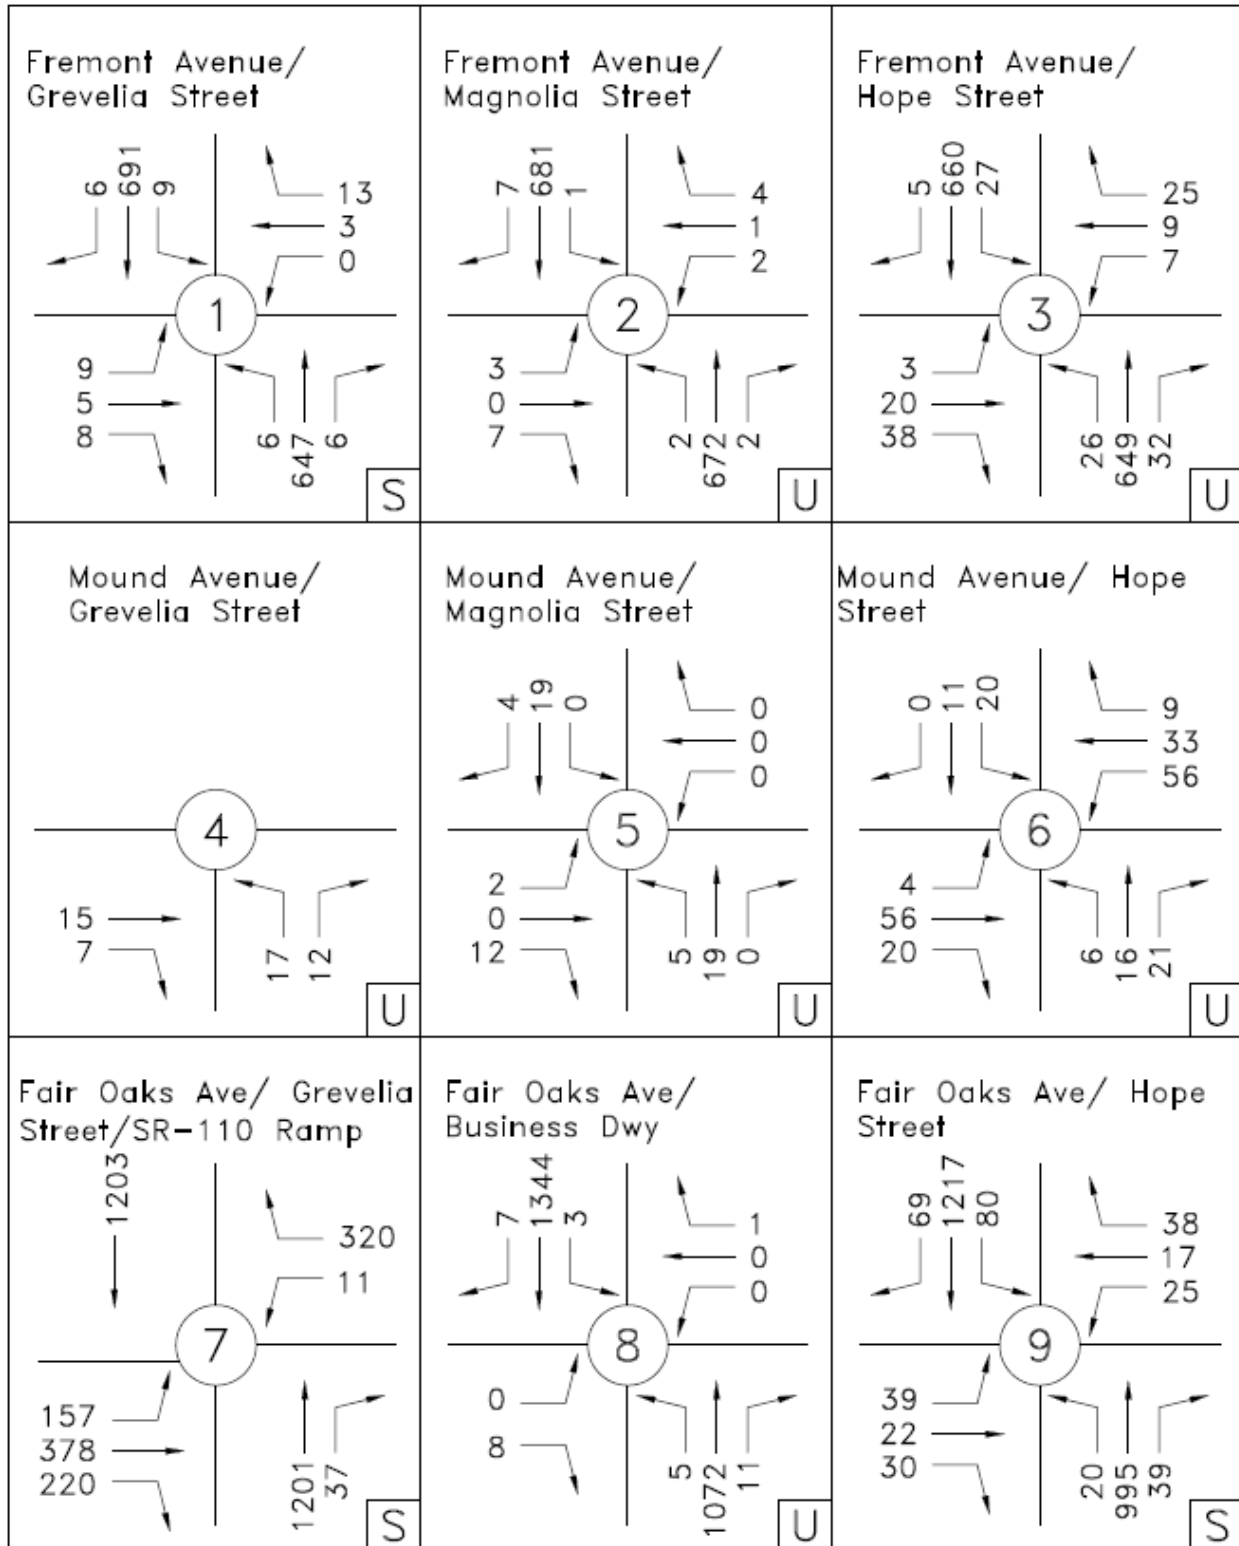 Fremont Avenue/
Grevelia Street
6 691 9
13
3
0
1
9
5
8
6 647 6
S
Fremont Avenue/
Magnolia Street
7 681 1
4
1
2
2
3
0
7
2 672 2
U
Fremont Avenue/
Hope Street
5 660 27
25
9
7
3
3
20
38
26 649 32
U
Mound Avenue/
Grevelia Street
4
15
7
17 12
U
Mound Avenue/
Magnolia Street
4 19 0
0
0
0
5
2
0
12
5 19 0
U
Mound Avenue/ Hope
Street
0 11 20
9
33
56
6
4
56
20
6 16 21
U
Fair Oaks Ave/ Grevelia
Street/SR-110 Ramp
1203
320
11
7
157
378
220
1201 37
S
Fair Oaks Ave/
Business Dwy
7 1344 3
1
0
0
8
0
8
5 1072 11
U
Fair Oaks Ave/ Hope
Street
69 1217 80
38
17
25
9
39
22
30
20 995 39
S